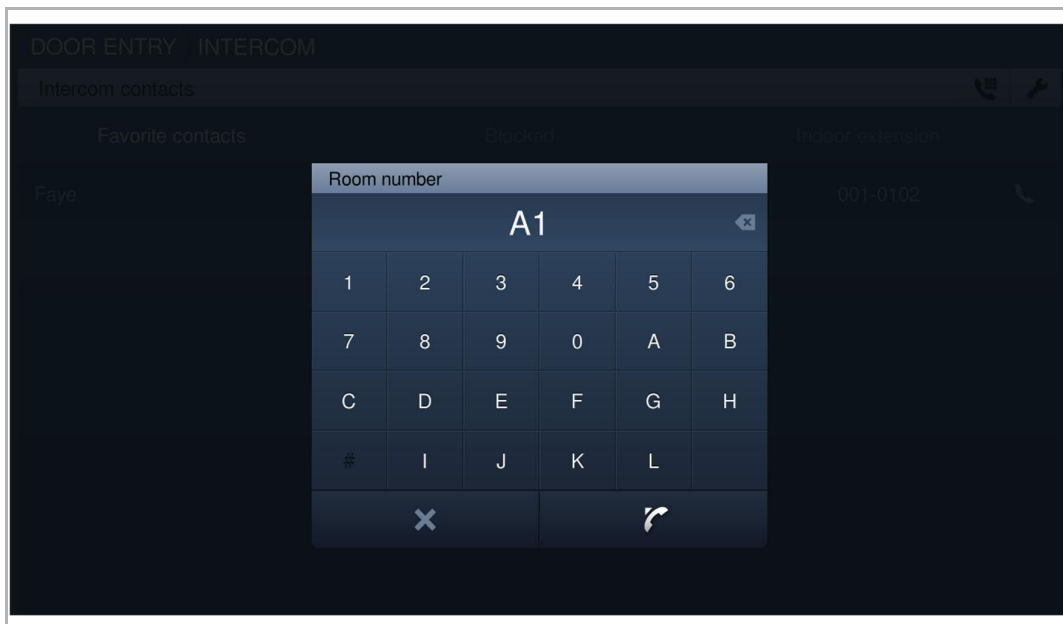 DOOR ENTRY INTERCOM
Intercom contacts
Favorite contacts Blocked Indoor extension
Faye 001-0102
Room number
A1
1 2 3 4 5 6
7 8 9 0 A B
C D E F G H
# I J K L